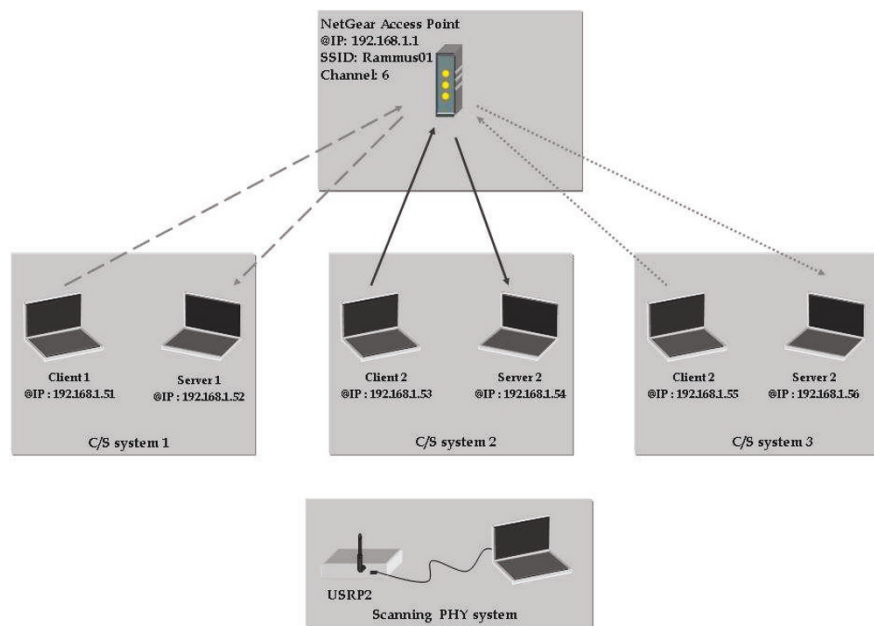 NetGear Access Point
@IP: 192.168.1.1
SSID: Rammus01
Channel: 6
Client 1
@IP : 192.168.1.51
Server 1
@IP : 192.168.1.52
C/S system 1
Client 2
@IP : 192.168.1.53
Server 2
@IP : 192.168.1.54
C/S system 2
Client 2
@IP : 192.168.1.55
Server 2
@IP : 192.168.1.56
C/S system 3
USRP2
Scanning PHY system